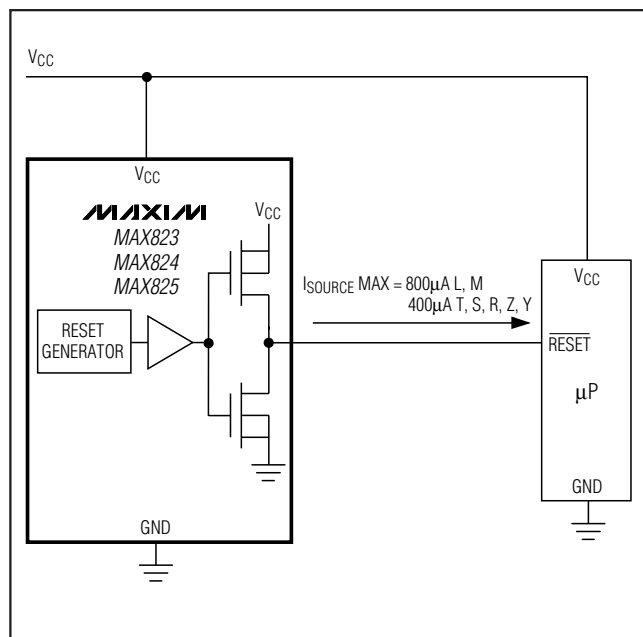 VCC
VCC
MAXIM
MAX823
MAX824
MAX825
VCC
RESET
GENERATOR
ISOURCE MAX = 800µA L, M
400µA T, S, R, Z, Y
VCC
RESET
µP
GND
GND